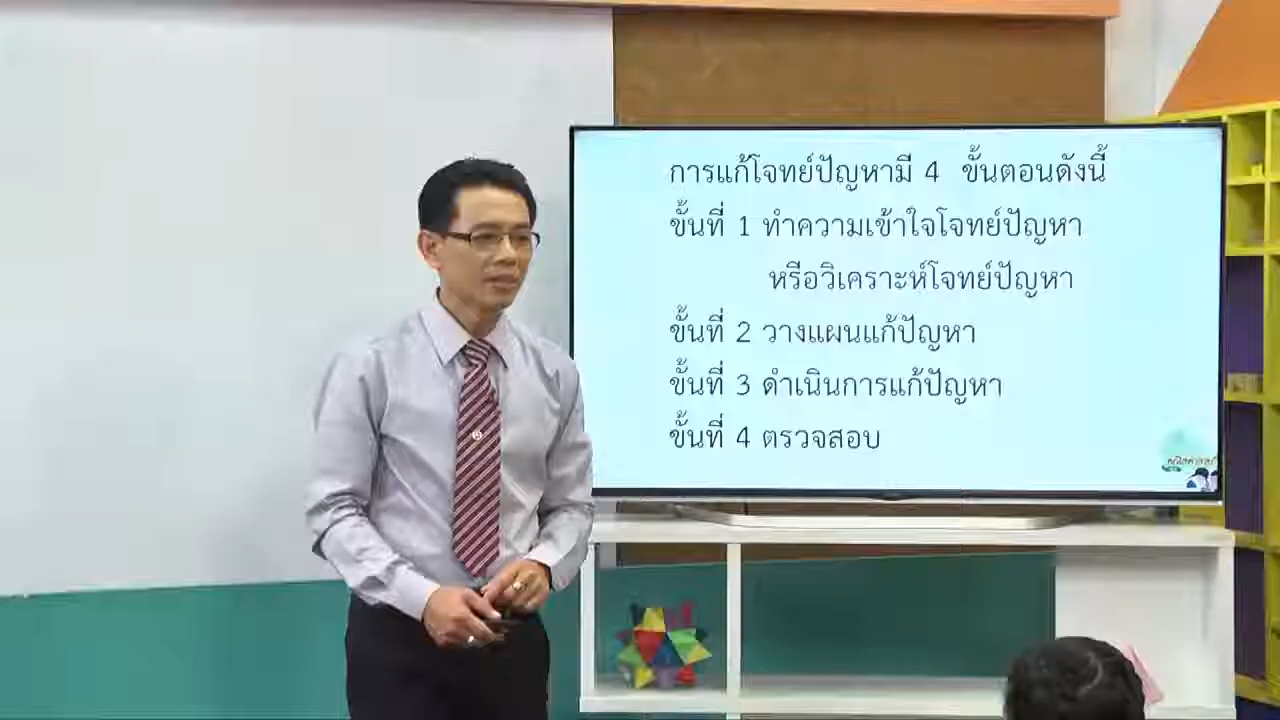 การแก้โจทย์ปัญหามี 4 ขั้นตอนดังนี้
ขั้นที่ 1 ทำความเข้าใจโจทย์ปัญหา
หรือวิเคราะห์โจทย์ปัญหา
ขั้นที่ 2 วางแผนแก้ปัญหา
ขั้นที่ 3 ดำเนินการแก้ปัญหา
ขั้นที่ 4 ตรวจสอบ